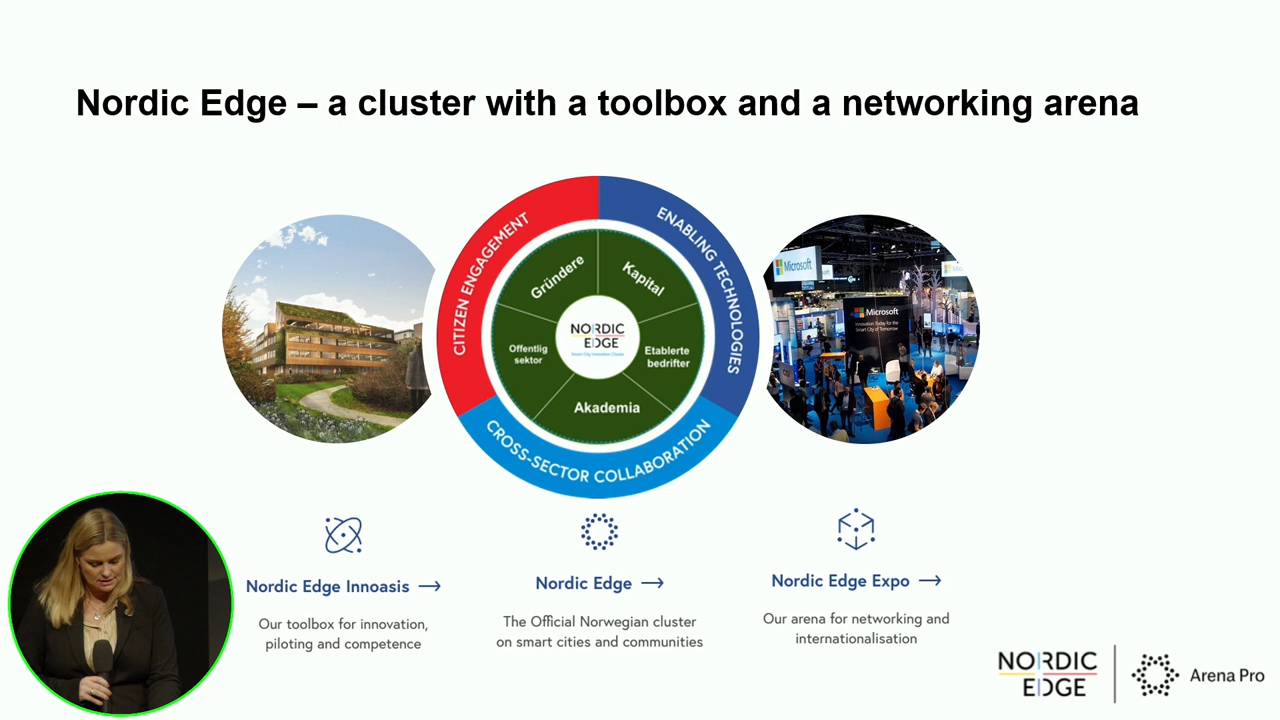 Nordic Edge – a cluster with a toolbox and a networking arena
CITIZEN ENGAGEMENT
ENABLING TECHNOLOGIES
CROSS-SECTOR COLLABORATION
Gründere
Kapital
Offentlig
sektor
Etablerte
bedrifter
Akademia
NORDIC
EDGE
Microsoft
Microsoft
Nordic Edge Innoasis →
Our toolbox for innovation,
piloting and competence
Nordic Edge →
The Official Norwegian cluster
on smart cities and communities
Nordic Edge Expo →
Our arena for networking and
internationalisation
NORDIC
EDGE
Arena Pro